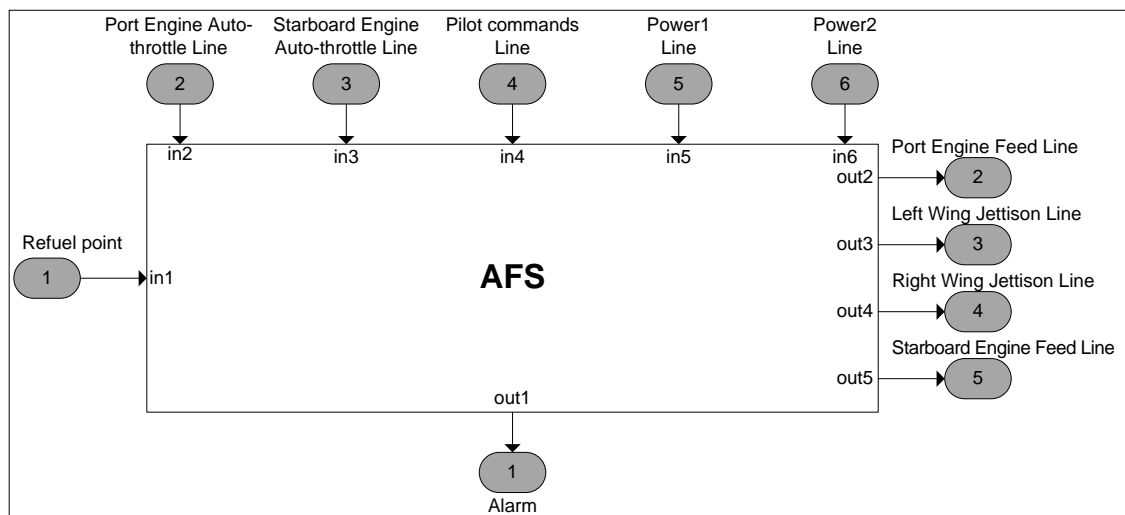 Port Engine Auto-
throttle Line
Starboard Engine
Auto-throttle Line
Pilot commands
Line
Power1
Line
Power2
Line
2
3
4
5
6
in2
in3
in4
in5
in6
Port Engine Feed Line
out2
2
Left Wing Jettison Line
out3
3
Refuel point
1
in1
AFS
Right Wing Jettison Line
out4
4
Starboard Engine Feed Line
out5
5
out1
1
Alarm